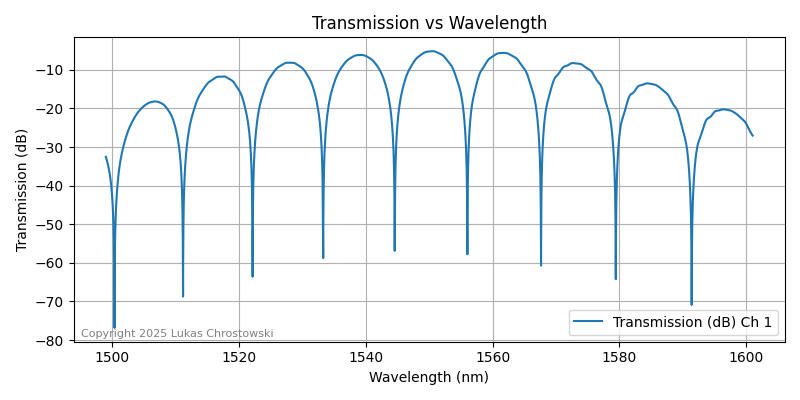 Transmission vs Wavelength
Transmission (dB)
−10
−20
−30
−40
−50
−60
−70
−80
Copyright 2025 Lukas Chrostowski
Transmission (dB) Ch 1
1500 1520 1540 1560 1580 1600
Wavelength (nm)